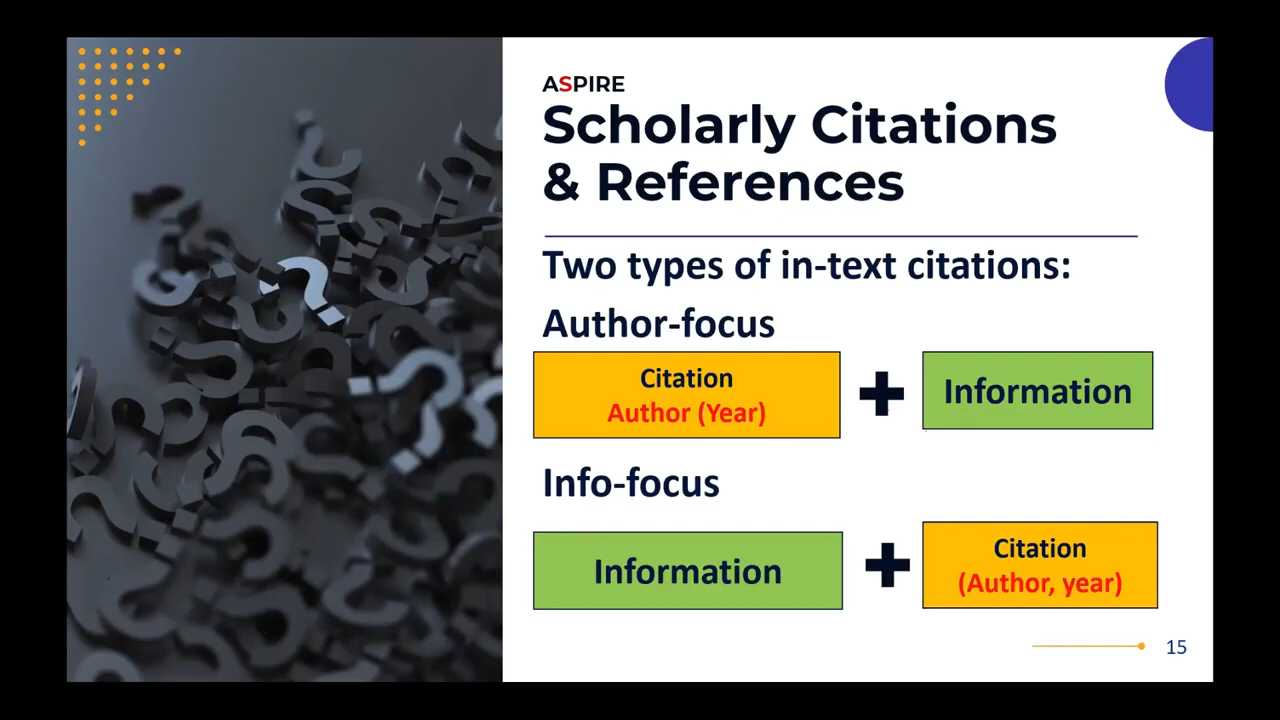 ASPIRE
Scholarly Citations
& References
Two types of in-text citations:
Author-focus
Citation
Author (Year)
+
Information
Info-focus
Information
+
Citation
(Author, year)
15